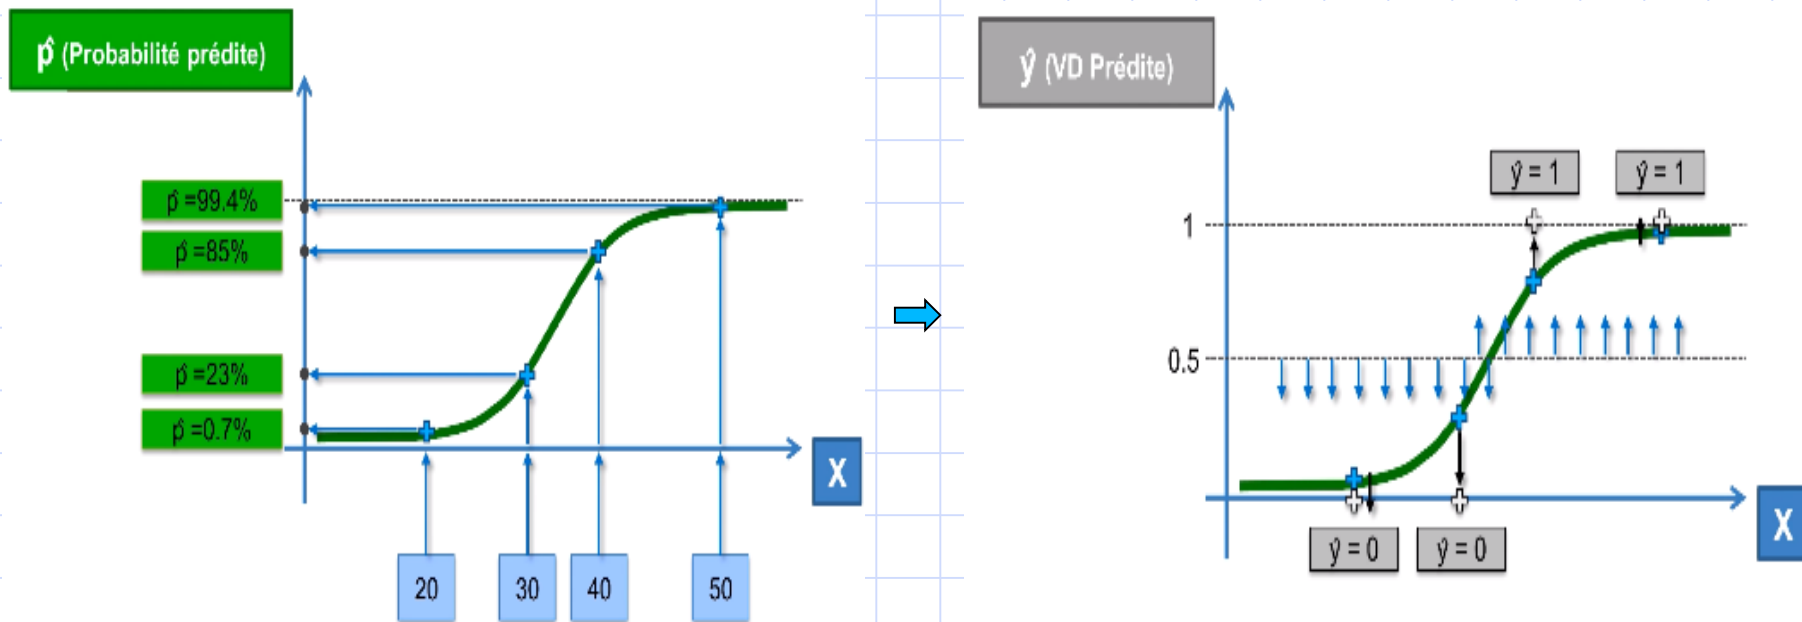 p̂ (Probabilité prédite)
p̂ =99.4%
p̂ =85%
p̂ =23%
p̂ =0.7%
X
20
30
40
50
ŷ (VD Prédite)
ŷ = 1
ŷ = 1
1
0.5
ŷ = 0
ŷ = 0
X